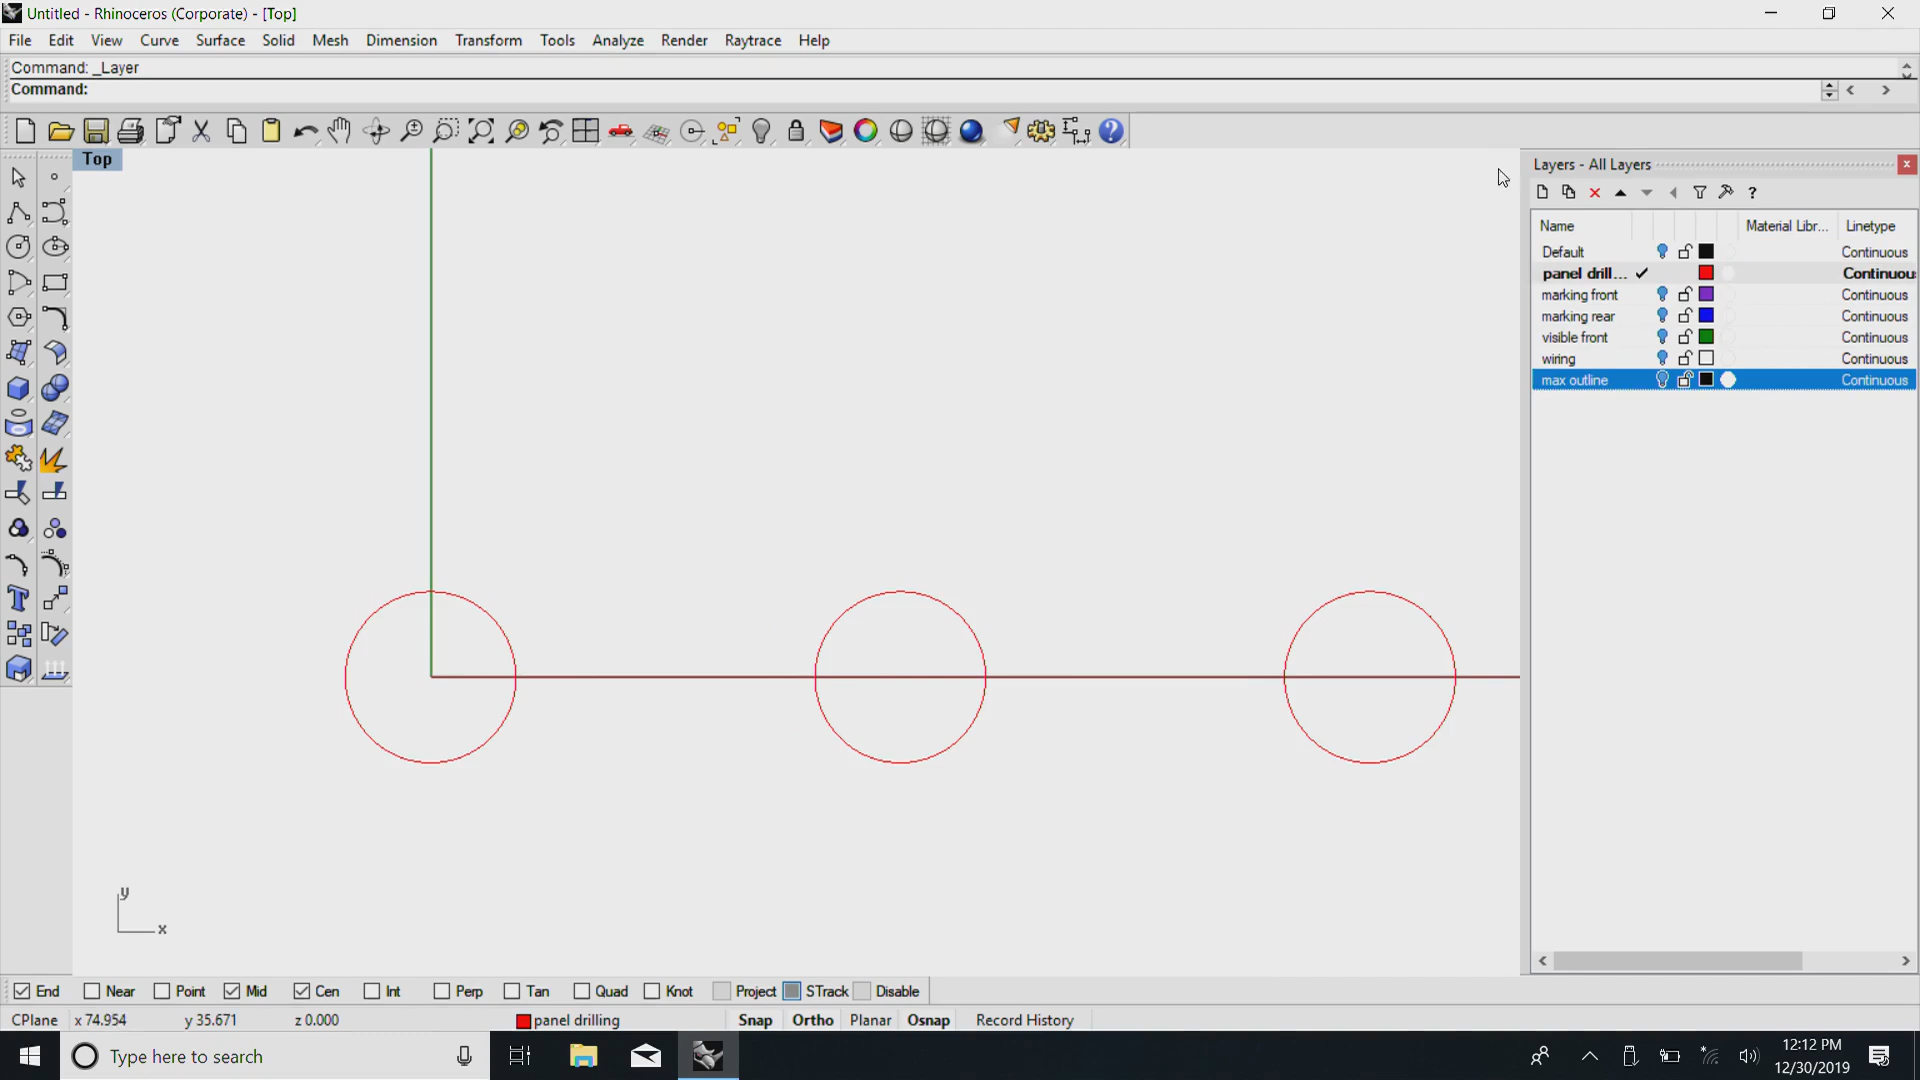 Untitled - Rhinoceros (Corporate) - [Top]
File Edit View Curve Surface Solid Mesh Dimension Transform Tools Analyze Render Raytrace Help
Command: _Layer
Command:
Top
Layers - All Layers
Name Material Libr... Linetype
Default Continuous
panel drill... Continuou
marking front Continuous
marking rear Continuous
visible front Continuous
wiring Continuous
max outline Continuous
y
x
End Near Point Mid Cen Int Perp Tan Quad Knot Project STrack Disable
CPlane x 74.954 y 35.671 z 0.000 panel drilling Snap Ortho Planar Osnap Record History
Type here to search
12:12 PM
12/30/2019